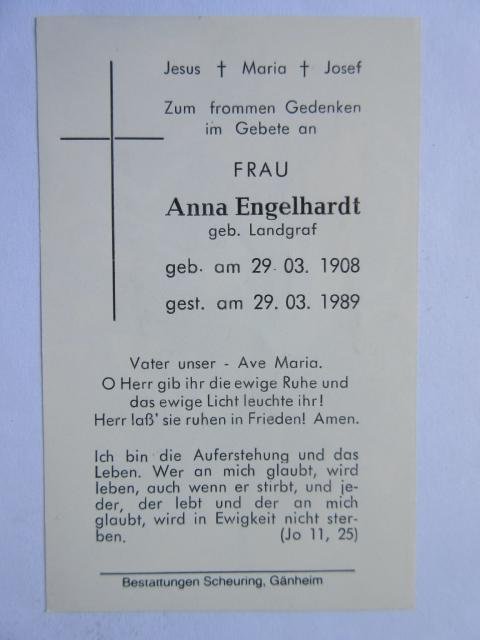 Jesus † Maria † Josef
Zum frommen Gedenken
im Gebete an
FRAU
Anna Engelhardt
geb. Landgraf
geb. am 29. 03. 1908
gest. am 29. 03. 1989
Vater unser - Ave Maria.
O Herr gib ihr die ewige Ruhe und
das ewige Licht leuchte ihr!
Herr laß' sie ruhen in Frieden! Amen.
Ich bin die Auferstehung und das
Leben. Wer an mich glaubt, wird
leben, auch wenn er stirbt, und je-
der, der lebt und der an mich
glaubt, wird in Ewigkeit nicht ster-
ben. (Jo 11, 25)
Bestattungen Scheuring, Gänheim